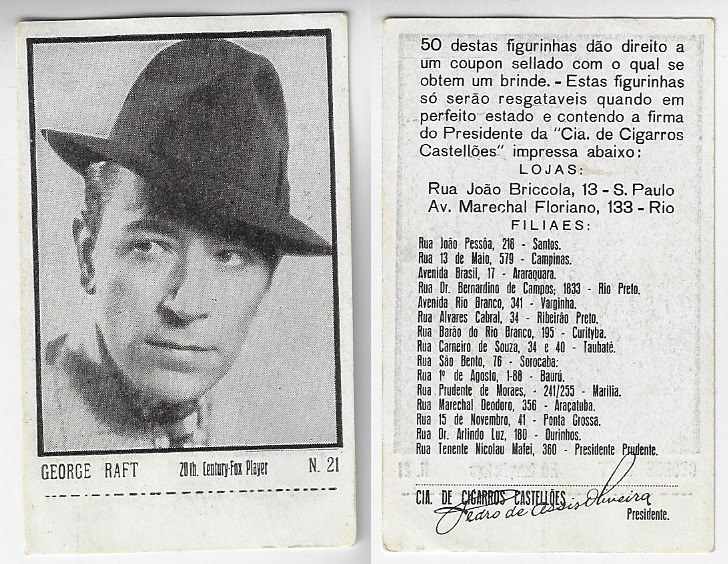 GEORGE RAFT 20th. Century-Fox Player N. 21
50 destas figurinhas dão direito a
um coupon sellado com o qual se
obtem um brinde. - Estas figurinhas
só serão resgataveis quando em
perfeito estado e contendo a firma
do Presidente da "Cia. de Cigarros
Castellões" impressa abaixo:
LOJAS:
Rua João Briccola, 13 - S. Paulo
Av. Marechal Floriano, 133 - Rio
FILIAES:
Rua João Pessôa, 216 - Santos.
Rua 13 de Maio, 579 - Campinas.
Avenida Brasil, 17 - Araraquara.
Rua Dr. Bernardino de Campos; 1833 - Rio Preto.
Avenida Rio Branco, 341 - Varginha.
Rua Alvares Cabral, 34 - Ribeirão Preto.
Rua Barão do Rio Branco, 195 - Curityba.
Rua Carneiro de Souza, 34 e 40 - Taubaté.
Rua São Bento, 76 - Sorocaba:
Rua 1º de Agosto, 1-88 - Baurú.
Rua Prudente de Moraes, - 241/255 - Marilia.
Rua Marechal Deodoro, 356 - Araçatuba.
Rua 15 de Novembro, 41 - Ponta Grossa.
Rua Dr. Arlindo Luz, 180 - Ourinhos.
Rua Tenente Nicolau Mafei, 360 - Presidente Prudente.
CIA. DE CIGARROS CASTELLÕES
Pedro de Assis Oliveira
Presidente.